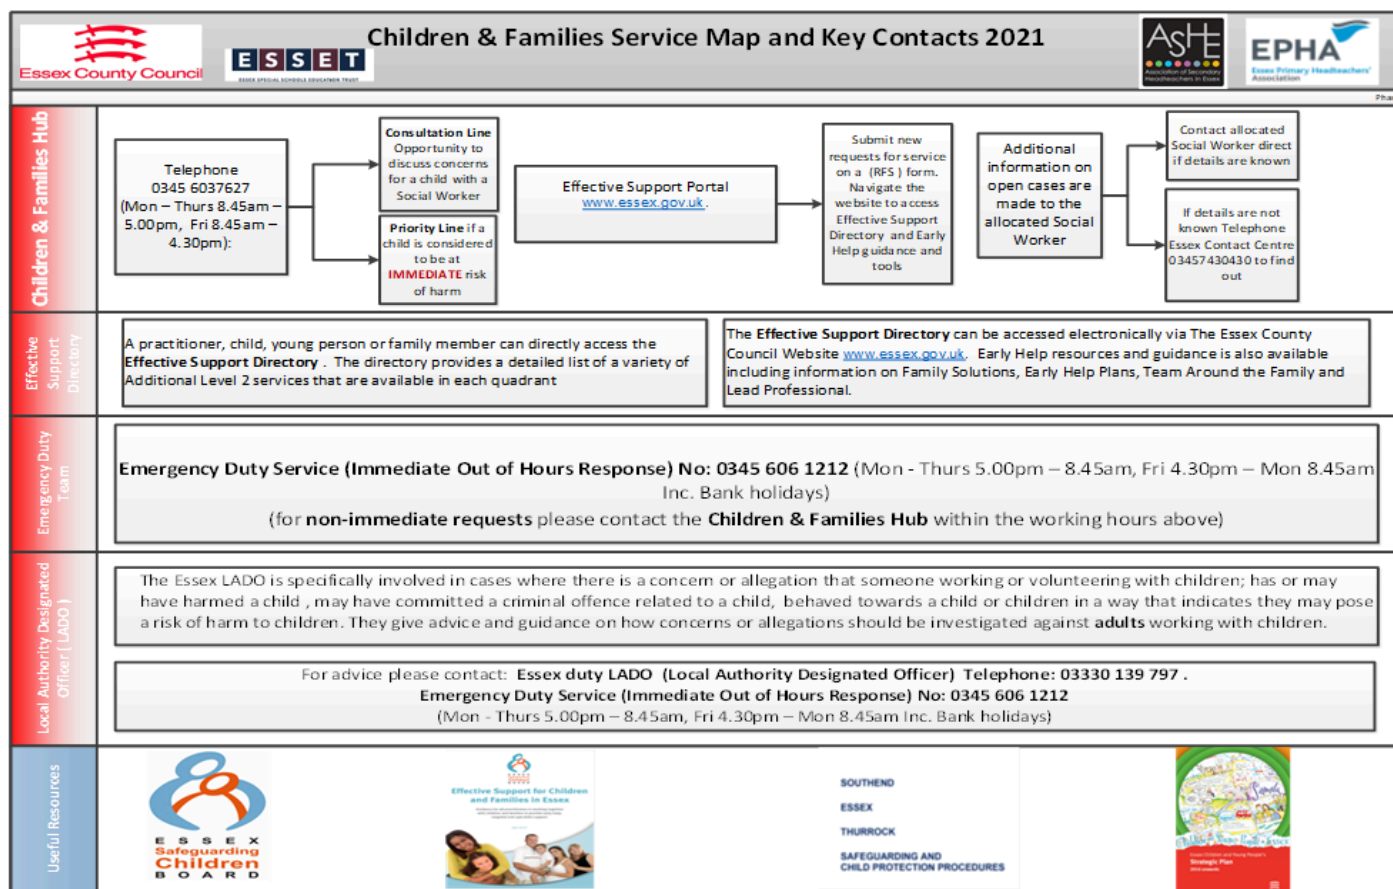 Children & Families Service Map and Key Contacts 2021
Essex County Council
ESSET
ESSEX SPECIAL SCHOOLS EDUCATION TRUST
ASHE
Association of Secondary
Headteachers in Essex
EPHA
Essex Primary Headteachers'
Association
Children & Families Hub
Telephone
0345 6037627
(Mon – Thurs 8.45am –
5.00pm, Fri 8.45am –
4.30pm):
Consultation Line
Opportunity to
discuss concerns
for a child with a
Social Worker
Priority Line if a
child is considered
to be at
IMMEDIATE risk
of harm
Effective Support Portal
www.essex.gov.uk.
Submit new
requests for service
on a (RFS ) form.
Navigate the
website to access
Effective Support
Directory and Early
Help guidance and
tools
Additional
information on
open cases are
made to the
allocated Social
Worker
Contact allocated
Social Worker direct
if details are known
If details are not
known Telephone
Essex Contact Centre
03457430430 to find
out
Effective
Support
Directory
A practitioner, child, young person or family member can directly access the
Effective Support Directory . The directory provides a detailed list of a variety of
Additional Level 2 services that are available in each quadrant
The Effective Support Directory can be accessed electronically via The Essex County
Council Website www.essex.gov.uk. Early Help resources and guidance is also available
including information on Family Solutions, Early Help Plans, Team Around the Family and
Lead Professional.
Emergency Duty
Team
Emergency Duty Service (Immediate Out of Hours Response) No: 0345 606 1212 (Mon - Thurs 5.00pm – 8.45am, Fri 4.30pm – Mon 8.45am
Inc. Bank holidays)
(for non-immediate requests please contact the Children & Families Hub within the working hours above)
Local Authority Designated
Officer ( LADO )
The Essex LADO is specifically involved in cases where there is a concern or allegation that someone working or volunteering with children; has or may
have harmed a child , may have committed a criminal offence related to a child, behaved towards a child or children in a way that indicates they may pose
a risk of harm to children. They give advice and guidance on how concerns or allegations should be investigated against adults working with children.
For advice please contact: Essex duty LADO (Local Authority Designated Officer) Telephone: 03330 139 797 .
Emergency Duty Service (Immediate Out of Hours Response) No: 0345 606 1212
(Mon - Thurs 5.00pm – 8.45am, Fri 4.30pm – Mon 8.45am Inc. Bank holidays)
Useful Resources
ESSEX
Safeguarding
Children
BOARD
Effective Support for Children
and Families in Essex
SOUTHEND
ESSEX
THURROCK
SAFEGUARDING AND
CHILD PROTECTION PROCEDURES
Essex Children and Young People's
Strategic Plan